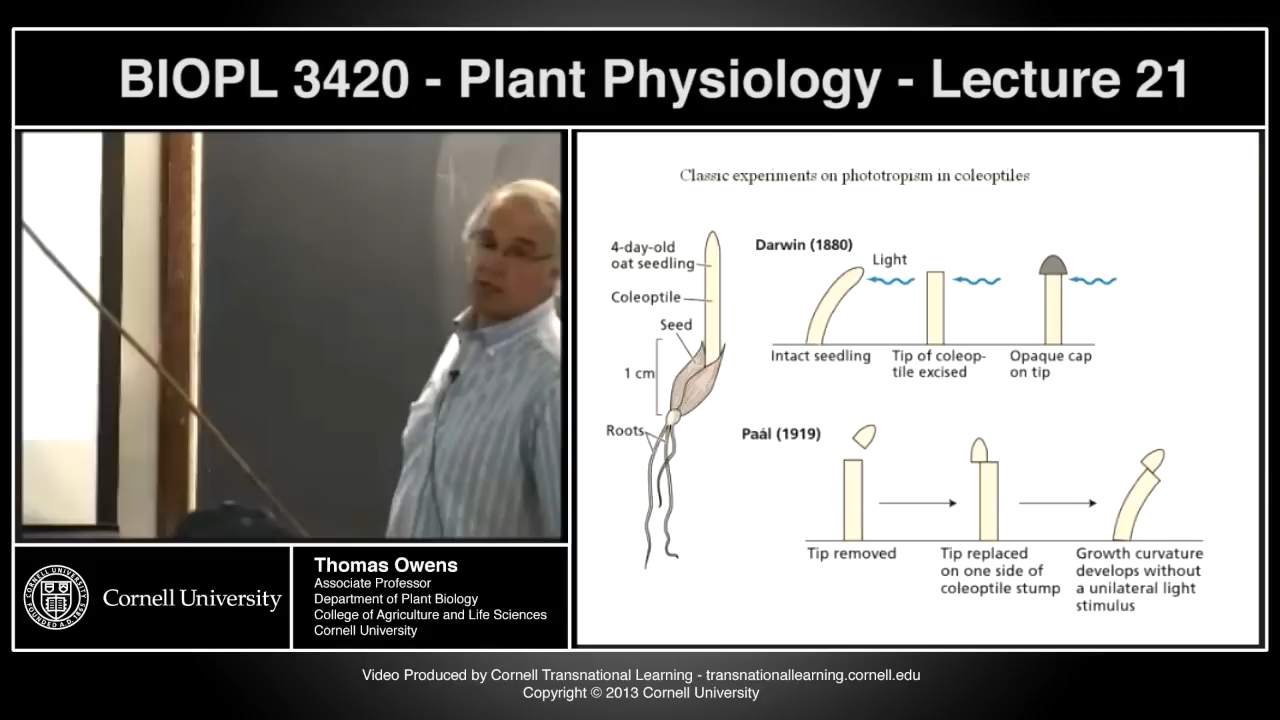 BIOPL 3420 - Plant Physiology - Lecture 21
Classic experiments on phototropism in coleoptiles
4-day-old
oat seedling
Coleoptile
Seed
1 cm
Roots
Darwin (1880)
Light
Intact seedling
Tip of coleop-
tile excised
Opaque cap
on tip
Paál (1919)
Tip removed
Tip replaced
on one side of
coleoptile stump
Growth curvature
develops without
a unilateral light
stimulus
Cornell University
Thomas Owens
Associate Professor
Department of Plant Biology
College of Agriculture and Life Sciences
Cornell University
Video Produced by Cornell Transnational Learning - transnationallearning.cornell.edu
Copyright © 2013 Cornell University